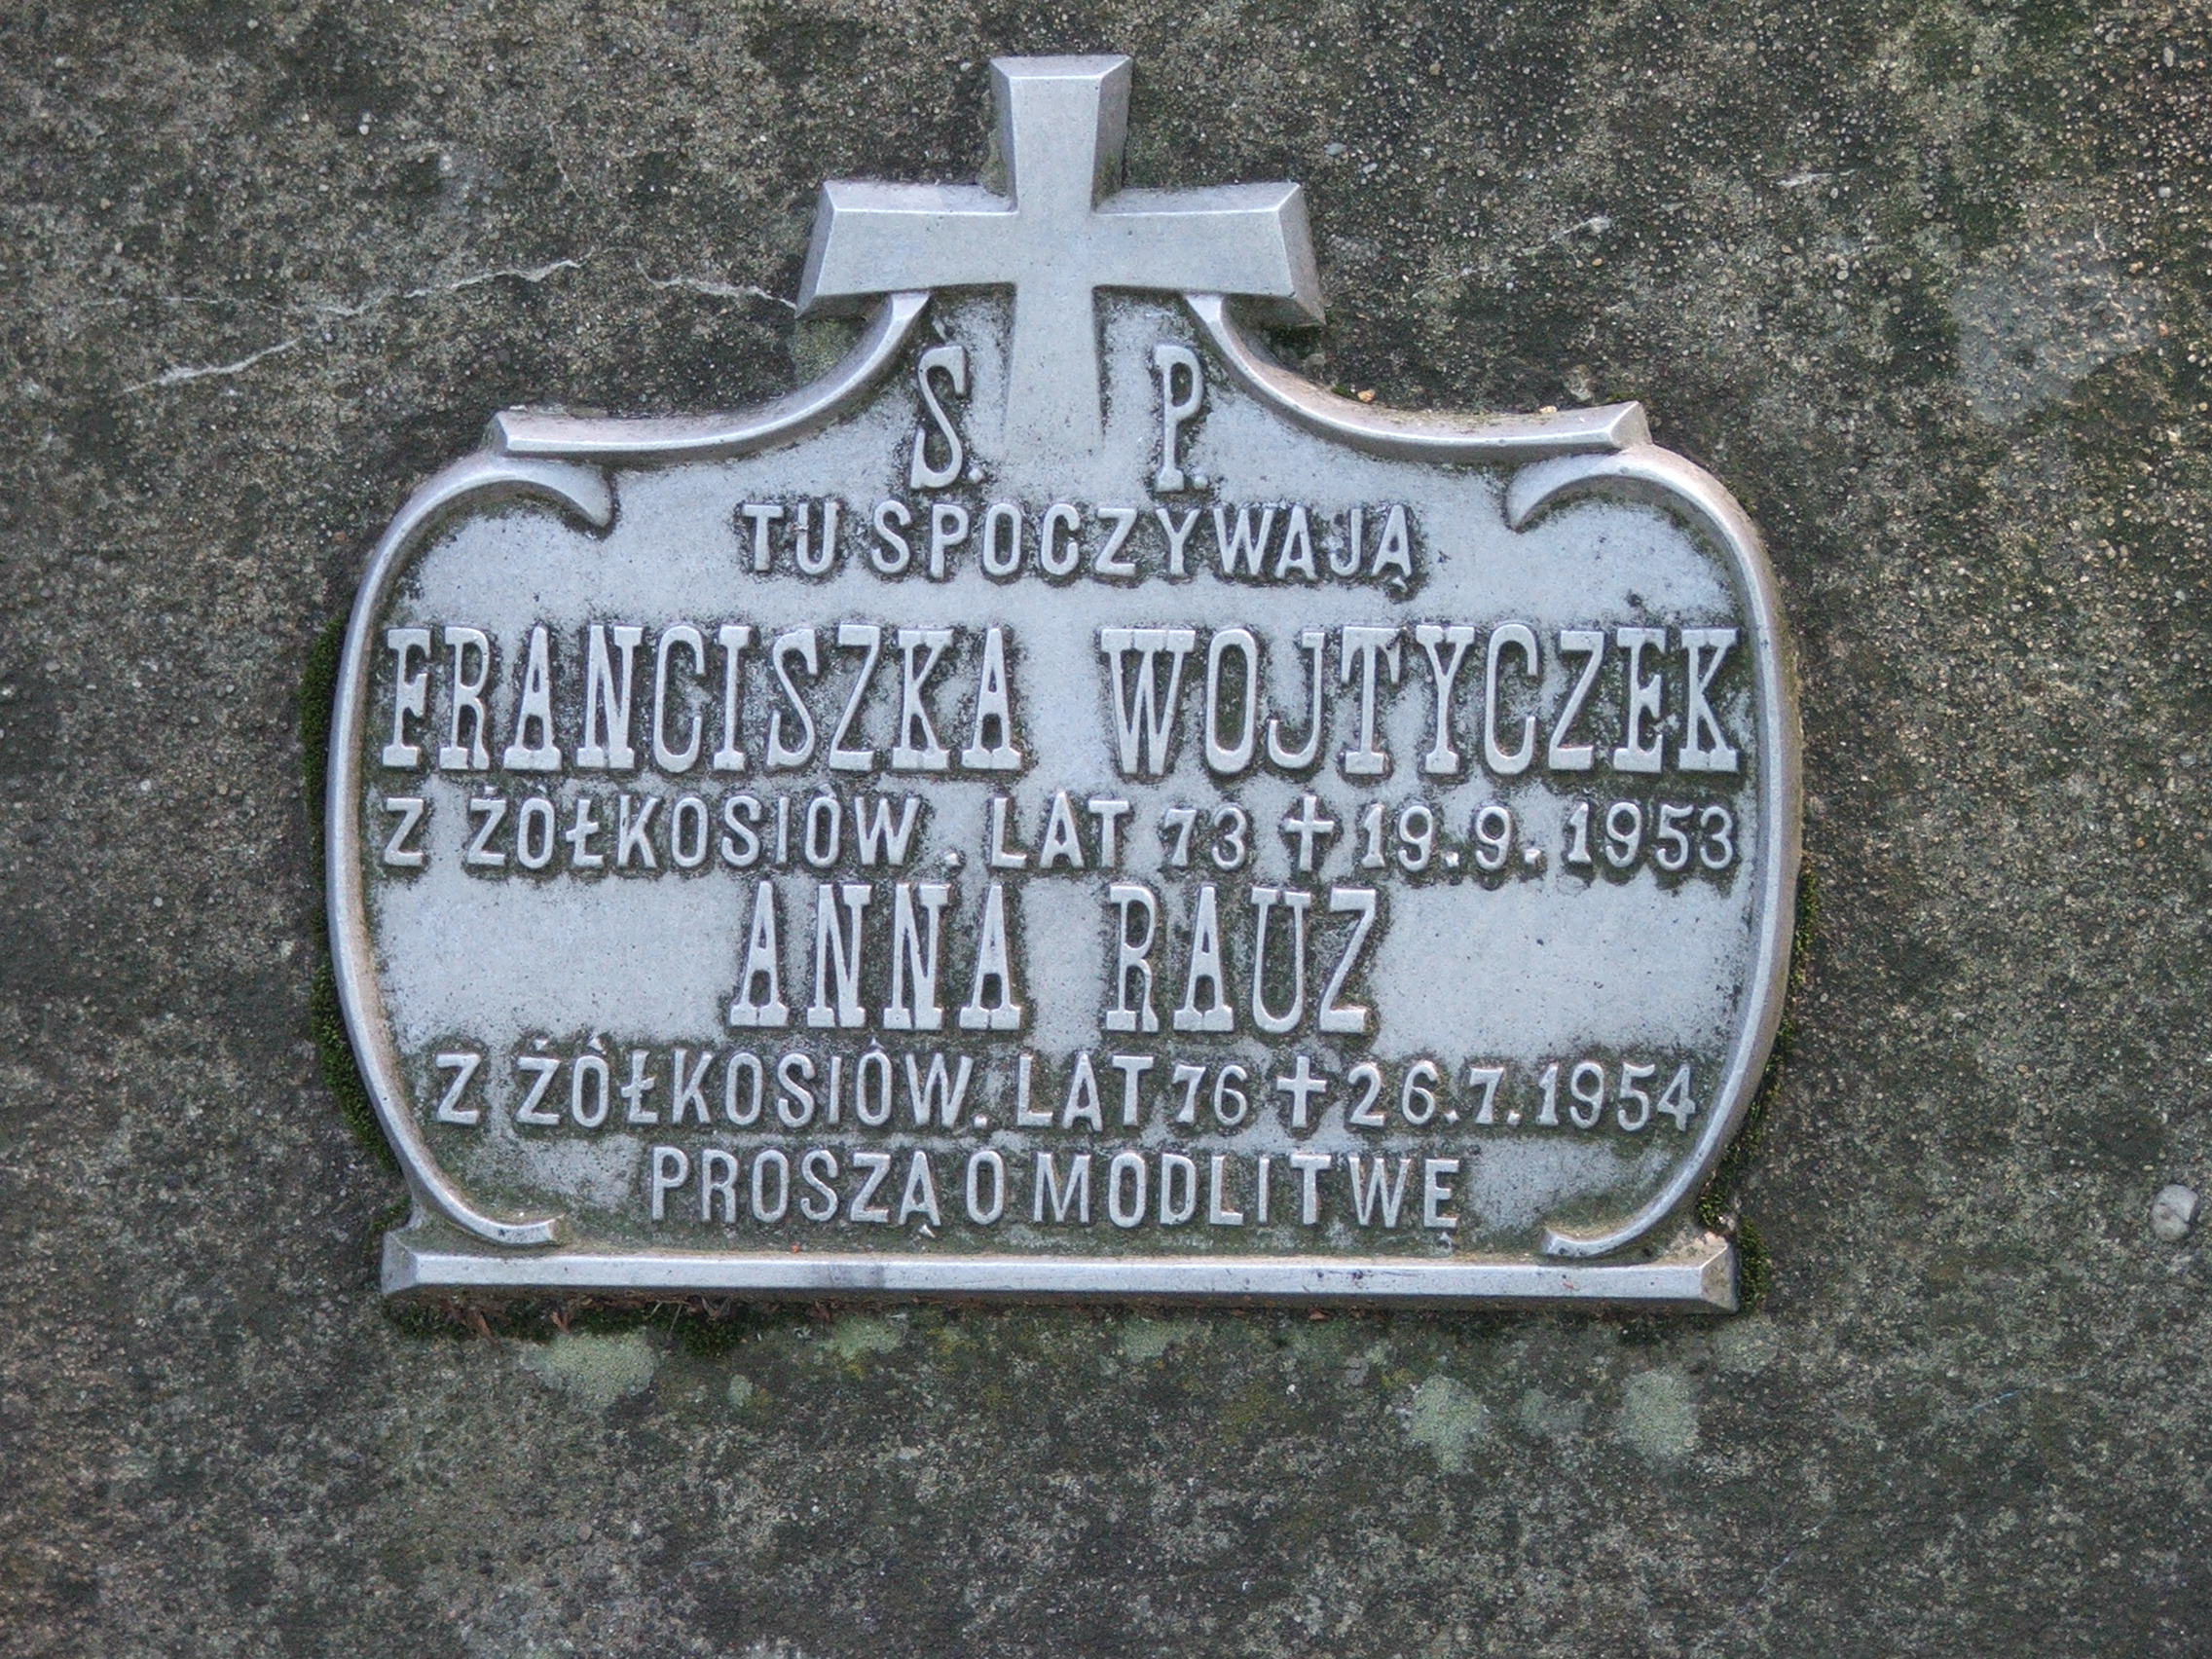 Ś. P.
TU SPOCZYWAJĄ
FRANCISZKA WOJTYCZEK
Z ŻÓŁKOSIÓW. LAT 73 ✝ 19.9.1953
ANNA RAUZ
Z ŻÓŁKOSIÓW. LAT 76 ✝ 26.7.1954
PROSZĄ O MODLITWĘ